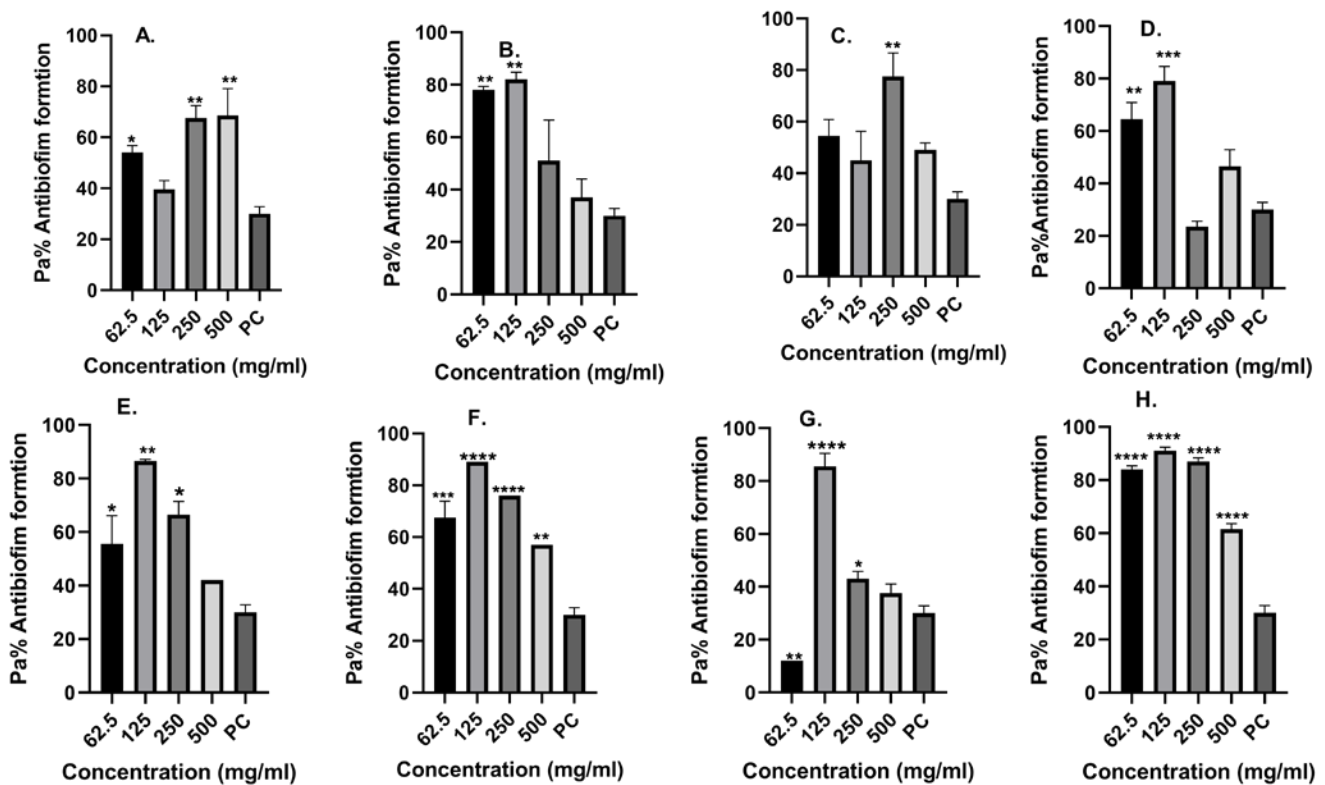 A.
Pa% Antibiofim formtion
100
80
60
40
20
0
* ** **
62.5 125 250 500 PC
Concentration (mg/ml)
B.
Pa% Antibiofim formtion
100
80
60
40
20
0
** **
62.5 125 250 500 PC
Concentration (mg/ml)
C.
Pa% Antibiofim formtion
100
80
60
40
20
0
**
62.5 125 250 500 PC
Concentration (mg/ml)
D.
Pa%Antibiofim formtion
100
80
60
40
20
0
** ***
62.5 125 250 500 PC
Concentration (mg/ml)
E.
Pa% Antibiofim formtion
100
80
60
40
20
0
* ** *
62.5 125 250 500 PC
Concentration (mg/ml)
F.
Pa% Antibiofim formtion
100
80
60
40
20
0
*** **** **** **
62.5 125 250 500 PC
Concentration (mg/ml)
G.
Pa% Antibiofim formtion
100
80
60
40
20
0
** **** *
62.5 125 250 500 PC
Concentration (mg/ml)
H.
Pa% Antibiofim formtion
100
80
60
40
20
0
**** **** **** ****
62.5 125 250 500 PC
Concentration (mg/ml)